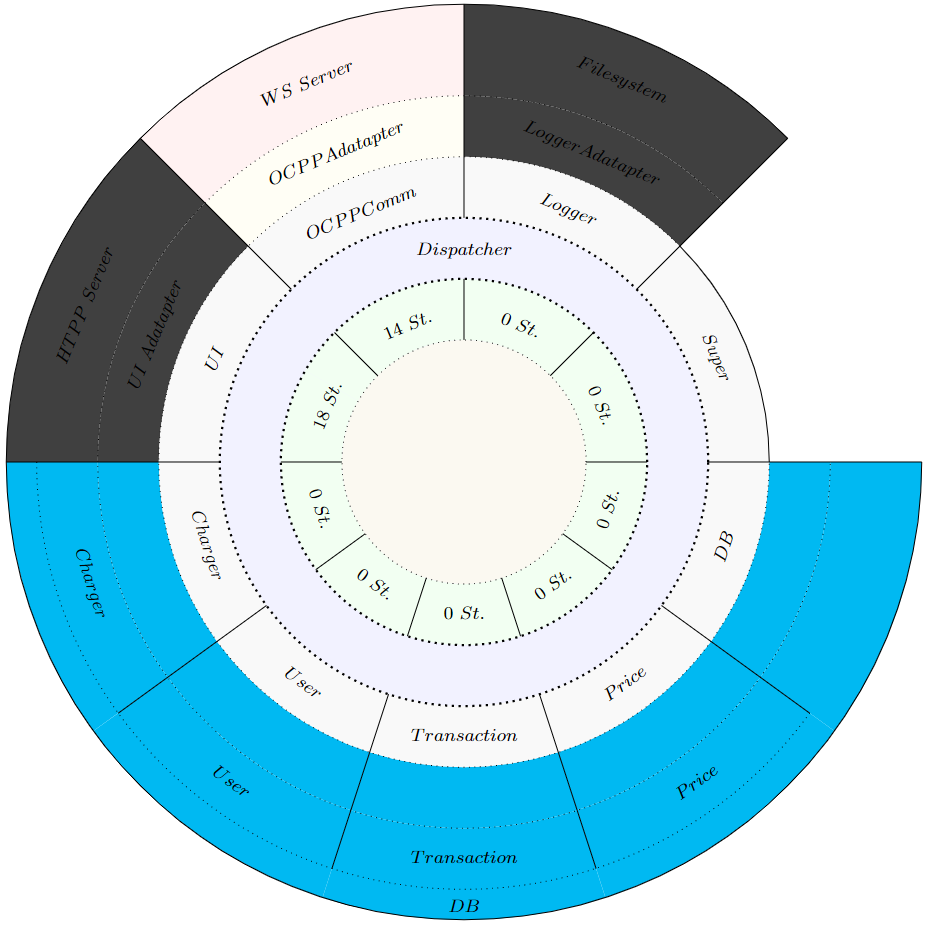 Filesystem
WS Server
LoggerAdatapter
OCPPAdatapter
Logger
OCPPComm
Dispatcher
HTPP Server
UI Adatapter
UI
Super
14 St.
0 St.
18 St.
0 St.
0 St.
0 St.
0 St.
0 St.
0 St.
Charger
Charger
DB
User
Price
Transaction
User
Price
Transaction
DB